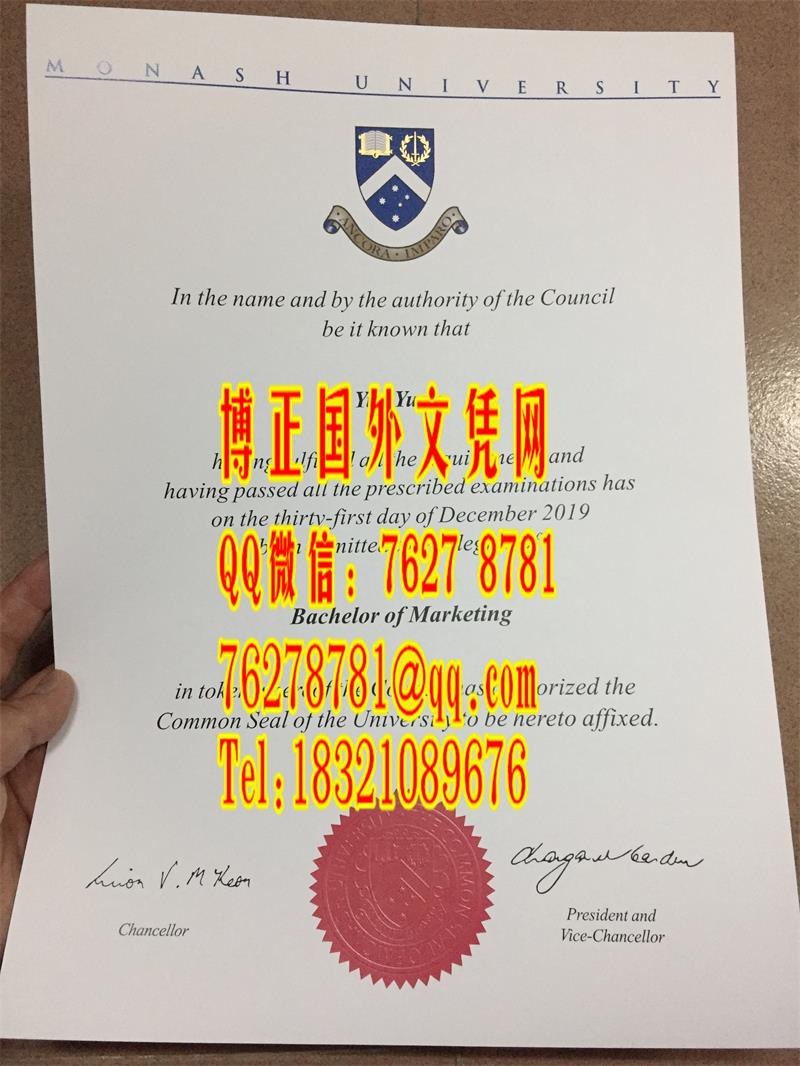 MONASH UNIVERSITY
ANCORA IMPARO
In the name and by the authority of the Council
be it known that
博正国外文凭网
and
having passed all the prescribed examinations has
on the thirty-first day of December 2019
QQ微信：7627 8781
Bachelor of Marketing
76278781@qq.com
in the
Common Seal of the University to be hereto affixed.
Tel:18321089676
Chancellor
President and
Vice-Chancellor